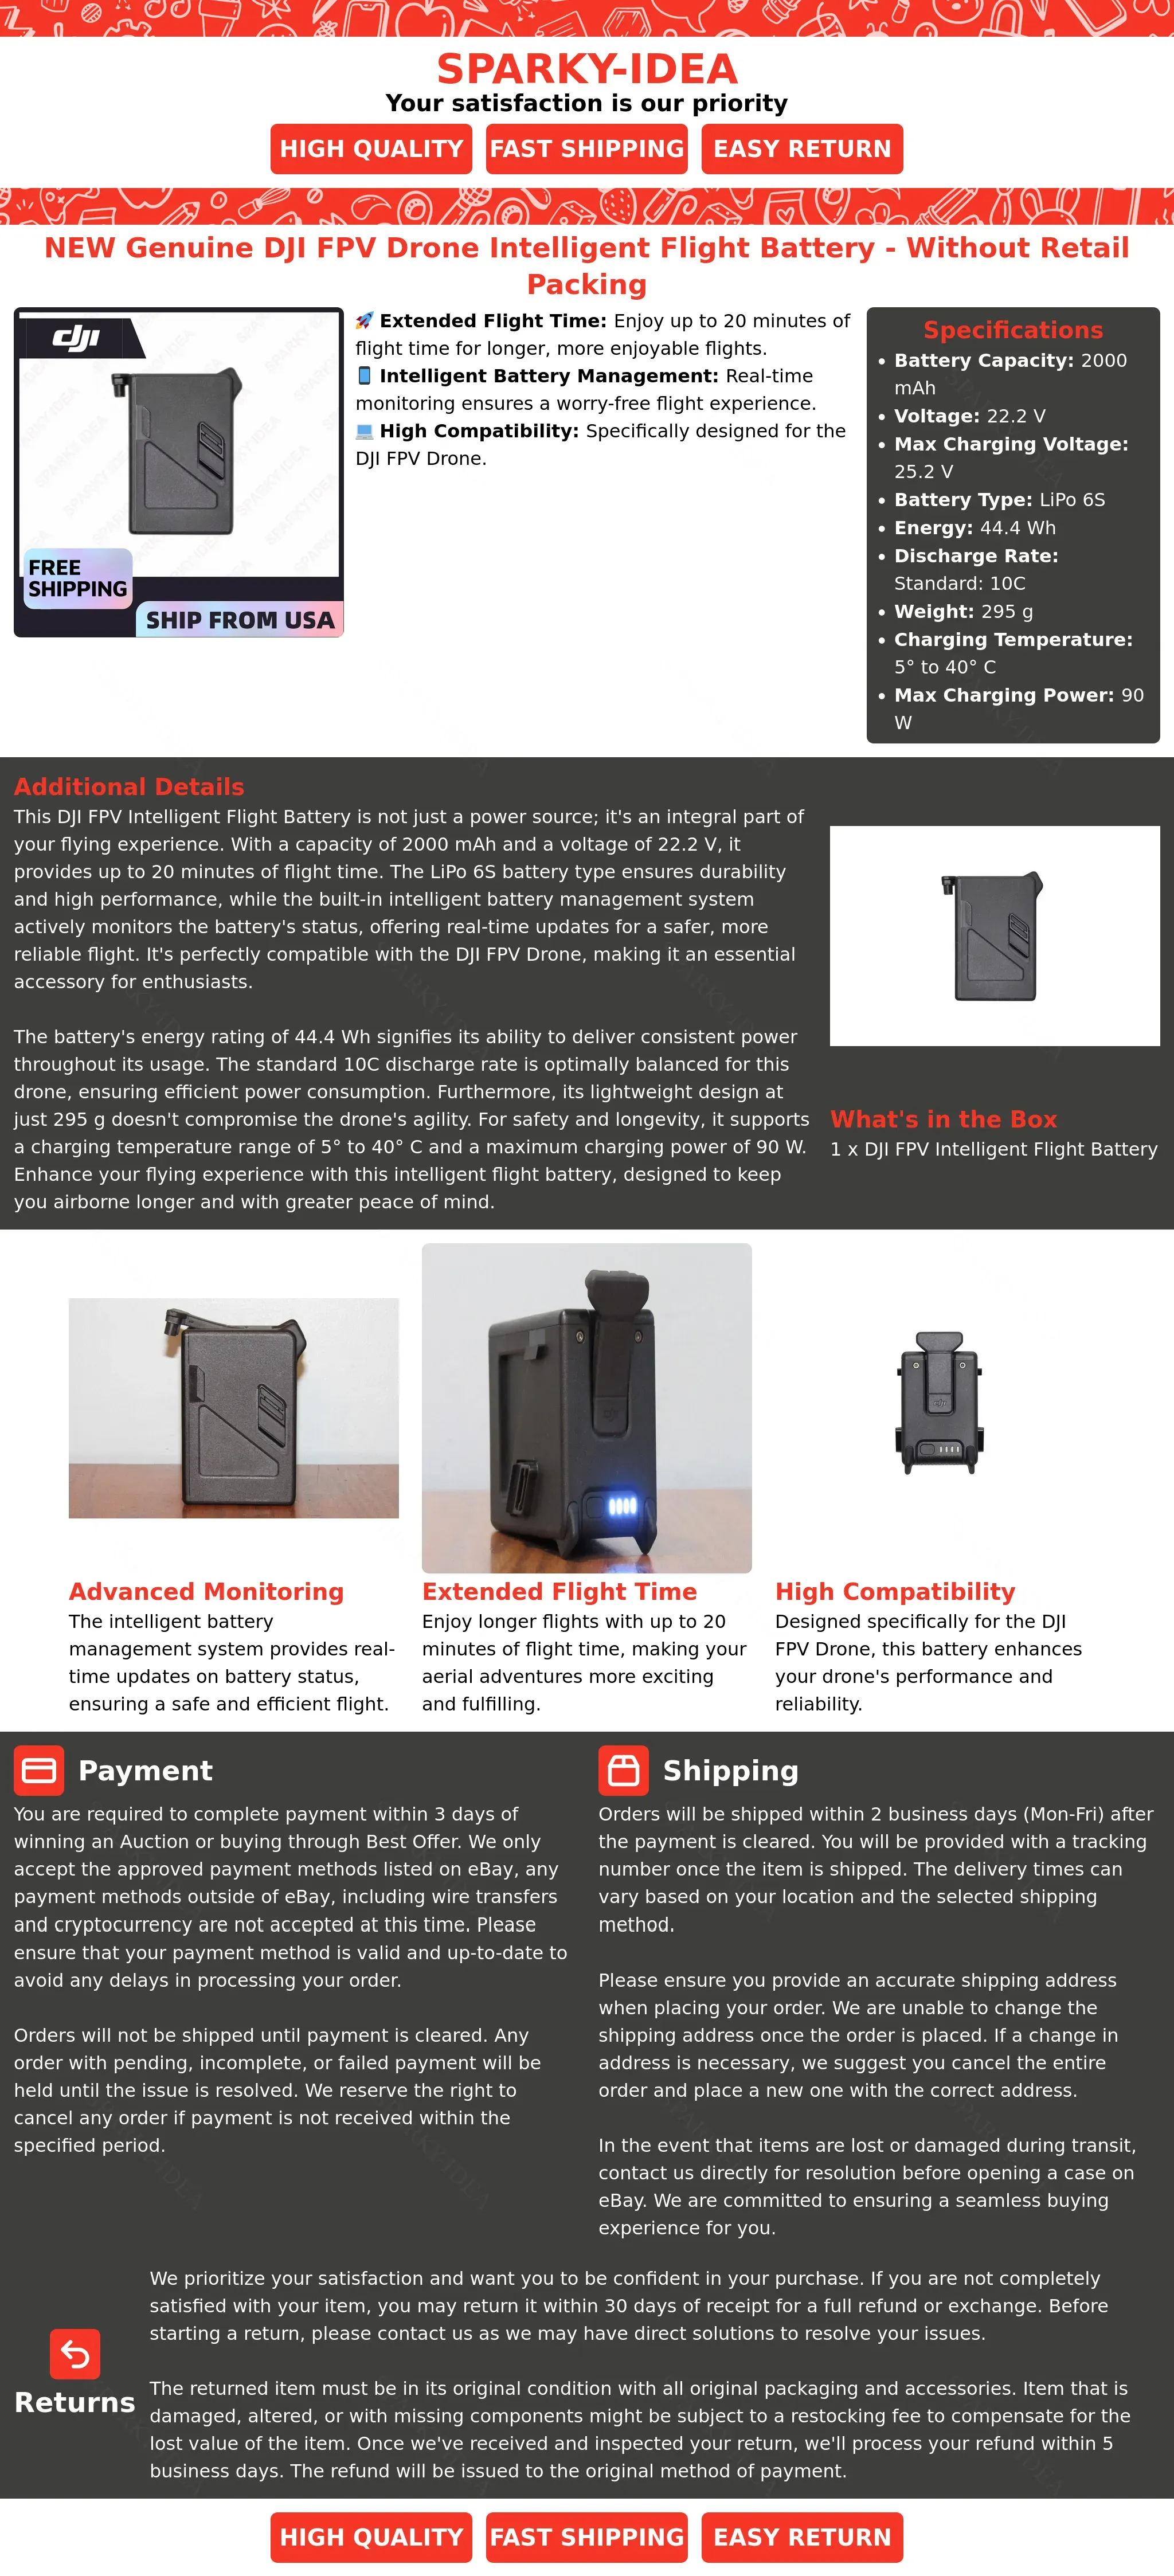 SPARKY-IDEA
Your satisfaction is our priority
HIGH QUALITY
FAST SHIPPING
EASY RETURN
NEW Genuine DJI FPV Drone Intelligent Flight Battery - Without Retail
Packing
dji
FREE
SHIPPING
SHIP FROM USA
🚀 Extended Flight Time: Enjoy up to 20 minutes of
flight time for longer, more enjoyable flights.
📱 Intelligent Battery Management: Real-time
monitoring ensures a worry-free flight experience.
💻 High Compatibility: Specifically designed for the
DJI FPV Drone.
Specifications
• Battery Capacity: 2000
mAh
• Voltage: 22.2 V
• Max Charging Voltage:
25.2 V
• Battery Type: LiPo 6S
• Energy: 44.4 Wh
• Discharge Rate:
Standard: 10C
• Weight: 295 g
• Charging Temperature:
5° to 40° C
• Max Charging Power: 90
W
Additional Details
This DJI FPV Intelligent Flight Battery is not just a power source; it's an integral part of
your flying experience. With a capacity of 2000 mAh and a voltage of 22.2 V, it
provides up to 20 minutes of flight time. The LiPo 6S battery type ensures durability
and high performance, while the built-in intelligent battery management system
actively monitors the battery's status, offering real-time updates for a safer, more
reliable flight. It's perfectly compatible with the DJI FPV Drone, making it an essential
accessory for enthusiasts.
The battery's energy rating of 44.4 Wh signifies its ability to deliver consistent power
throughout its usage. The standard 10C discharge rate is optimally balanced for this
drone, ensuring efficient power consumption. Furthermore, its lightweight design at
just 295 g doesn't compromise the drone's agility. For safety and longevity, it supports
a charging temperature range of 5° to 40° C and a maximum charging power of 90 W.
Enhance your flying experience with this intelligent flight battery, designed to keep
you airborne longer and with greater peace of mind.
What's in the Box
1 x DJI FPV Intelligent Flight Battery
Advanced Monitoring
The intelligent battery
management system provides real-
time updates on battery status,
ensuring a safe and efficient flight.
Extended Flight Time
Enjoy longer flights with up to 20
minutes of flight time, making your
aerial adventures more exciting
and fulfilling.
High Compatibility
Designed specifically for the DJI
FPV Drone, this battery enhances
your drone's performance and
reliability.
Payment
You are required to complete payment within 3 days of
winning an Auction or buying through Best Offer. We only
accept the approved payment methods listed on eBay, any
payment methods outside of eBay, including wire transfers
and cryptocurrency are not accepted at this time. Please
ensure that your payment method is valid and up-to-date to
avoid any delays in processing your order.
Orders will not be shipped until payment is cleared. Any
order with pending, incomplete, or failed payment will be
held until the issue is resolved. We reserve the right to
cancel any order if payment is not received within the
specified period.
Shipping
Orders will be shipped within 2 business days (Mon-Fri) after
the payment is cleared. You will be provided with a tracking
number once the item is shipped. The delivery times can
vary based on your location and the selected shipping
method.
Please ensure you provide an accurate shipping address
when placing your order. We are unable to change the
shipping address once the order is placed. If a change in
address is necessary, we suggest you cancel the entire
order and place a new one with the correct address.
In the event that items are lost or damaged during transit,
contact us directly for resolution before opening a case on
eBay. We are committed to ensuring a seamless buying
experience for you.
Returns
We prioritize your satisfaction and want you to be confident in your purchase. If you are not completely
satisfied with your item, you may return it within 30 days of receipt for a full refund or exchange. Before
starting a return, please contact us as we may have direct solutions to resolve your issues.
The returned item must be in its original condition with all original packaging and accessories. Item that is
damaged, altered, or with missing components might be subject to a restocking fee to compensate for the
lost value of the item. Once we've received and inspected your return, we'll process your refund within 5
business days. The refund will be issued to the original method of payment.
HIGH QUALITY
FAST SHIPPING
EASY RETURN